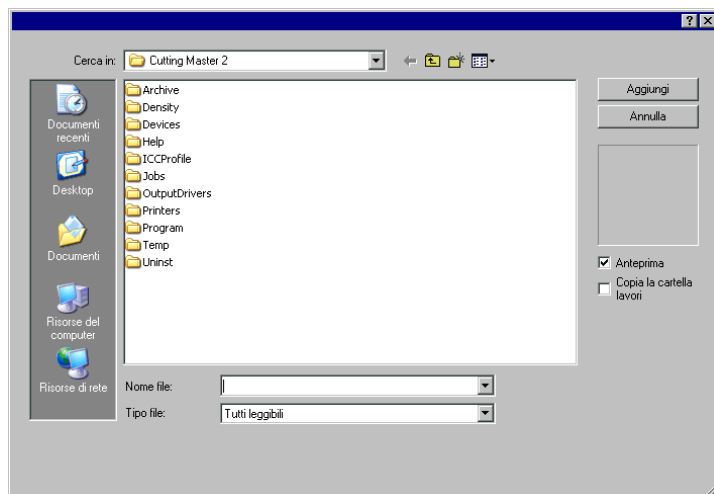 Cerca in: Cutting Master 2
Documenti
recenti
Desktop
Documenti
Risorse del
computer
Risorse di rete
Archive
Density
Devices
Help
ICCProfile
Jobs
OutputDrivers
Printers
Program
Temp
Uninst
Aggiungi
Annulla
Anteprima
Copia la cartella
lavori
Nome file:
Tipo file: Tutti leggibili